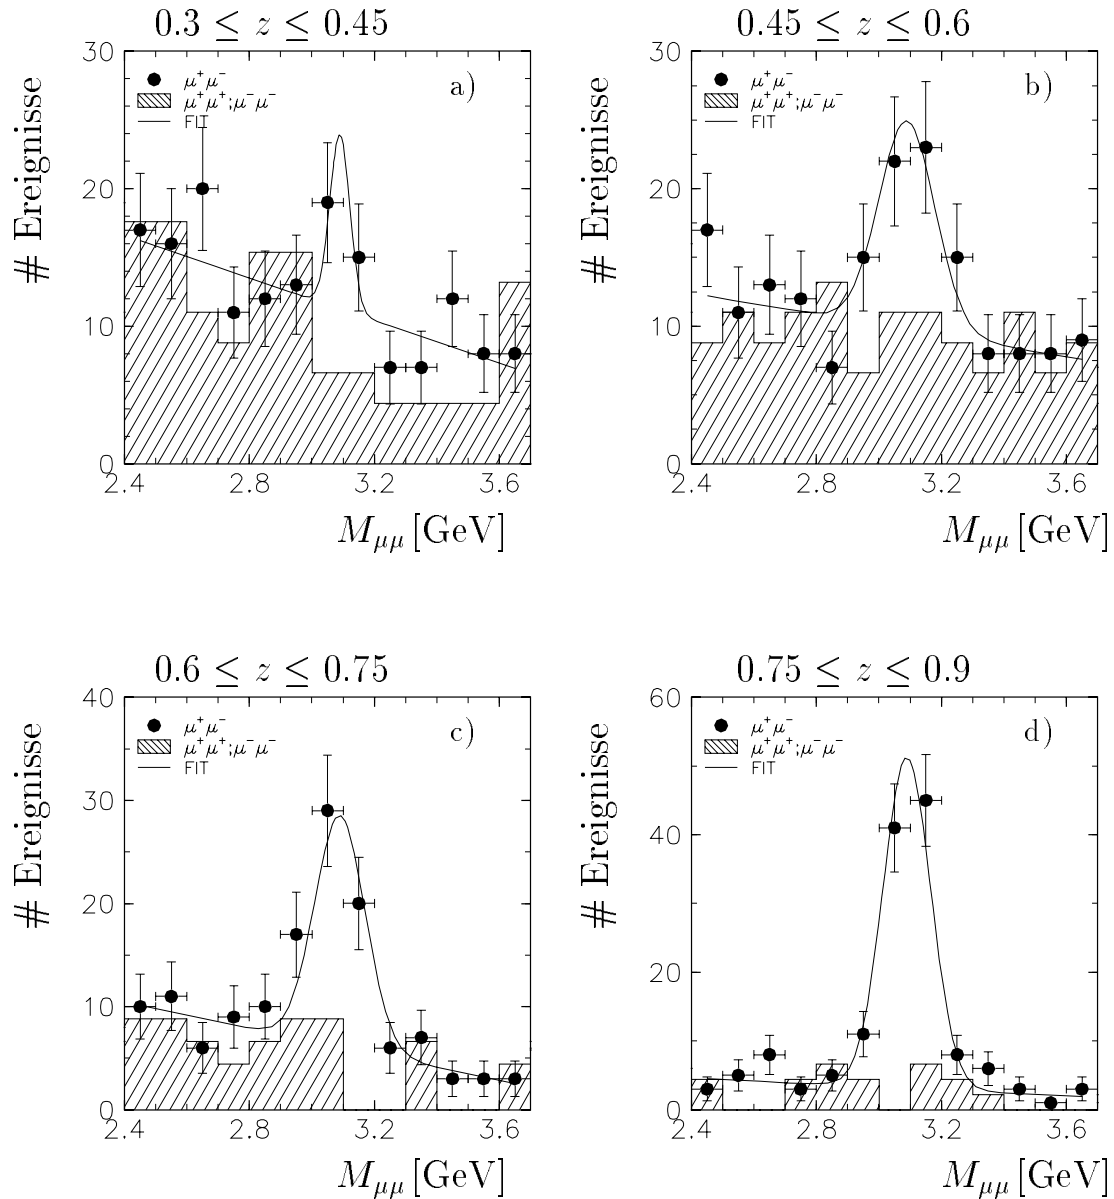 0.3 ≤ z ≤ 0.45
# Ereignisse
30
20
10
0
μ⁺μ⁻
μ⁺μ⁺;μ⁻μ⁻
FIT
a)
2.4 2.8 3.2 3.6
M_μμ [GeV]
0.45 ≤ z ≤ 0.6
# Ereignisse
30
20
10
0
μ⁺μ⁻
μ⁺μ⁺;μ⁻μ⁻
FIT
b)
2.4 2.8 3.2 3.6
M_μμ [GeV]
0.6 ≤ z ≤ 0.75
# Ereignisse
40
30
20
10
0
μ⁺μ⁻
μ⁺μ⁺;μ⁻μ⁻
FIT
c)
2.4 2.8 3.2 3.6
M_μμ [GeV]
0.75 ≤ z ≤ 0.9
# Ereignisse
60
40
20
0
μ⁺μ⁻
μ⁺μ⁺;μ⁻μ⁻
FIT
d)
2.4 2.8 3.2 3.6
M_μμ [GeV]